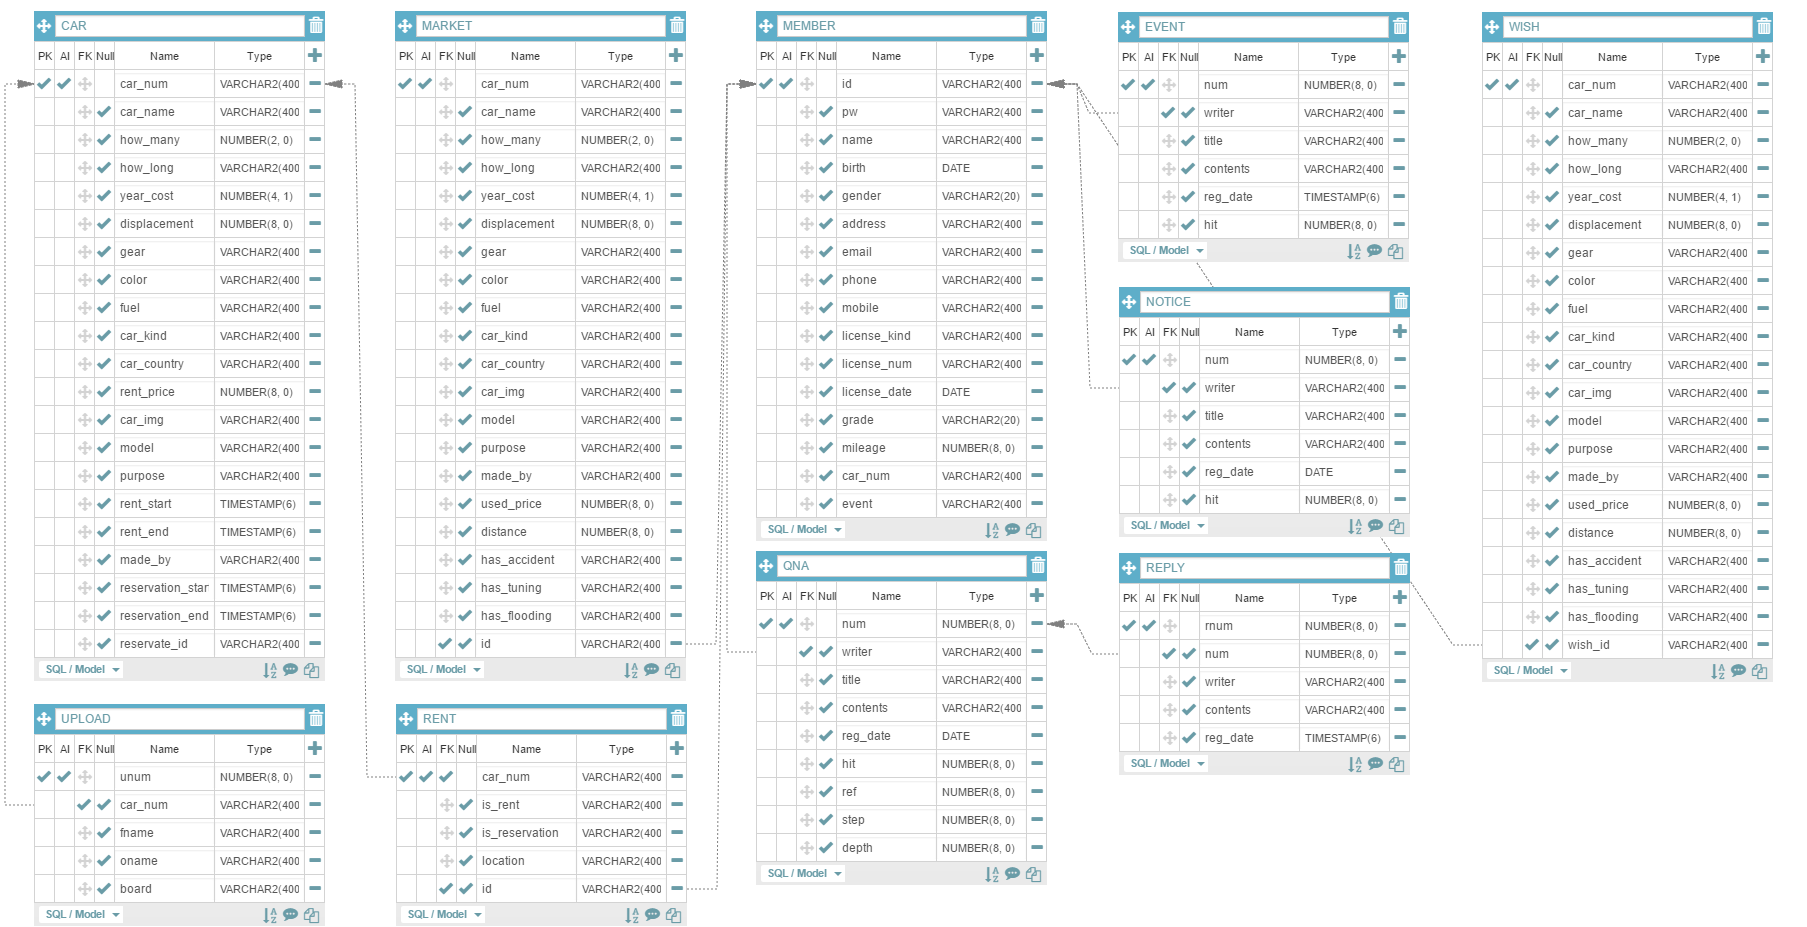 CAR
PK AI FK Null Name Type
car_num VARCHAR2(400
car_name VARCHAR2(400
how_many NUMBER(2, 0)
how_long VARCHAR2(400
year_cost NUMBER(4, 1)
displacement NUMBER(8, 0)
gear VARCHAR2(400
color VARCHAR2(400
fuel VARCHAR2(400
car_kind VARCHAR2(400
car_country VARCHAR2(400
rent_price NUMBER(8, 0)
car_img VARCHAR2(400
model VARCHAR2(400
purpose VARCHAR2(400
rent_start TIMESTAMP(6)
rent_end TIMESTAMP(6)
made_by VARCHAR2(400
reservation_star TIMESTAMP(6)
reservation_end TIMESTAMP(6)
reservate_id VARCHAR2(400
SQL / Model
MARKET
PK AI FK Null Name Type
car_num VARCHAR2(400
car_name VARCHAR2(400
how_many NUMBER(2, 0)
how_long VARCHAR2(400
year_cost NUMBER(4, 1)
displacement NUMBER(8, 0)
gear VARCHAR2(400
color VARCHAR2(400
fuel VARCHAR2(400
car_kind VARCHAR2(400
car_country VARCHAR2(400
car_img VARCHAR2(400
model VARCHAR2(400
purpose VARCHAR2(400
made_by VARCHAR2(400
used_price NUMBER(8, 0)
distance NUMBER(8, 0)
has_accident VARCHAR2(400
has_tuning VARCHAR2(400
has_flooding VARCHAR2(400
id VARCHAR2(400
SQL / Model
MEMBER
PK AI FK Null Name Type
id VARCHAR2(400
pw VARCHAR2(400
name VARCHAR2(400
birth DATE
gender VARCHAR2(20)
address VARCHAR2(400
email VARCHAR2(400
phone VARCHAR2(400
mobile VARCHAR2(400
license_kind VARCHAR2(400
license_num VARCHAR2(400
license_date DATE
grade VARCHAR2(20)
mileage NUMBER(8, 0)
car_num VARCHAR2(400
event VARCHAR2(400
SQL / Model
EVENT
PK AI FK Null Name Type
num NUMBER(8, 0)
writer VARCHAR2(400
title VARCHAR2(400
contents VARCHAR2(400
reg_date TIMESTAMP(6)
hit NUMBER(8, 0)
SQL / Model
NOTICE
PK AI FK Null Name Type
num NUMBER(8, 0)
writer VARCHAR2(400
title VARCHAR2(400
contents VARCHAR2(400
reg_date DATE
hit NUMBER(8, 0)
SQL / Model
WISH
PK AI FK Null Name Type
car_num VARCHAR2(400
car_name VARCHAR2(400
how_many NUMBER(2, 0)
how_long VARCHAR2(400
year_cost NUMBER(4, 1)
displacement NUMBER(8, 0)
gear VARCHAR2(400
color VARCHAR2(400
fuel VARCHAR2(400
car_kind VARCHAR2(400
car_country VARCHAR2(400
car_img VARCHAR2(400
model VARCHAR2(400
purpose VARCHAR2(400
made_by VARCHAR2(400
used_price NUMBER(8, 0)
distance NUMBER(8, 0)
has_accident VARCHAR2(400
has_tuning VARCHAR2(400
has_flooding VARCHAR2(400
wish_id VARCHAR2(400
SQL / Model
UPLOAD
PK AI FK Null Name Type
unum NUMBER(8, 0)
car_num VARCHAR2(400
fname VARCHAR2(400
oname VARCHAR2(400
board VARCHAR2(400
SQL / Model
RENT
PK AI FK Null Name Type
car_num VARCHAR2(400
is_rent VARCHAR2(400
is_reservation VARCHAR2(400
location VARCHAR2(400
id VARCHAR2(400
SQL / Model
QNA
PK AI FK Null Name Type
num NUMBER(8, 0)
writer VARCHAR2(400
title VARCHAR2(400
contents VARCHAR2(400
reg_date DATE
hit NUMBER(8, 0)
ref NUMBER(8, 0)
step NUMBER(8, 0)
depth NUMBER(8, 0)
SQL / Model
REPLY
PK AI FK Null Name Type
rnum NUMBER(8, 0)
num NUMBER(8, 0)
writer VARCHAR2(400
contents VARCHAR2(400
reg_date TIMESTAMP(6)
SQL / Model